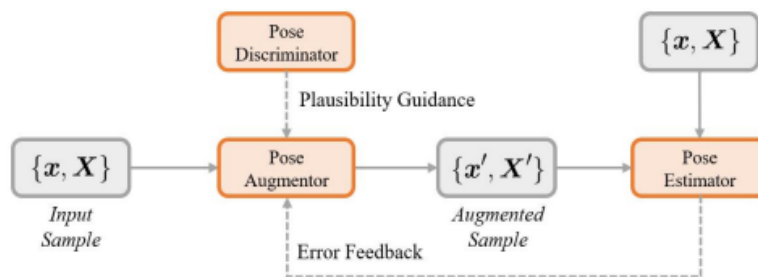 Pose
Discriminator
{x, X}
Plausibility Guidance
{x, X}
Pose
Augmentor
{x′, X′}
Pose
Estimator
Input
Sample
Augmented
Sample
Error Feedback